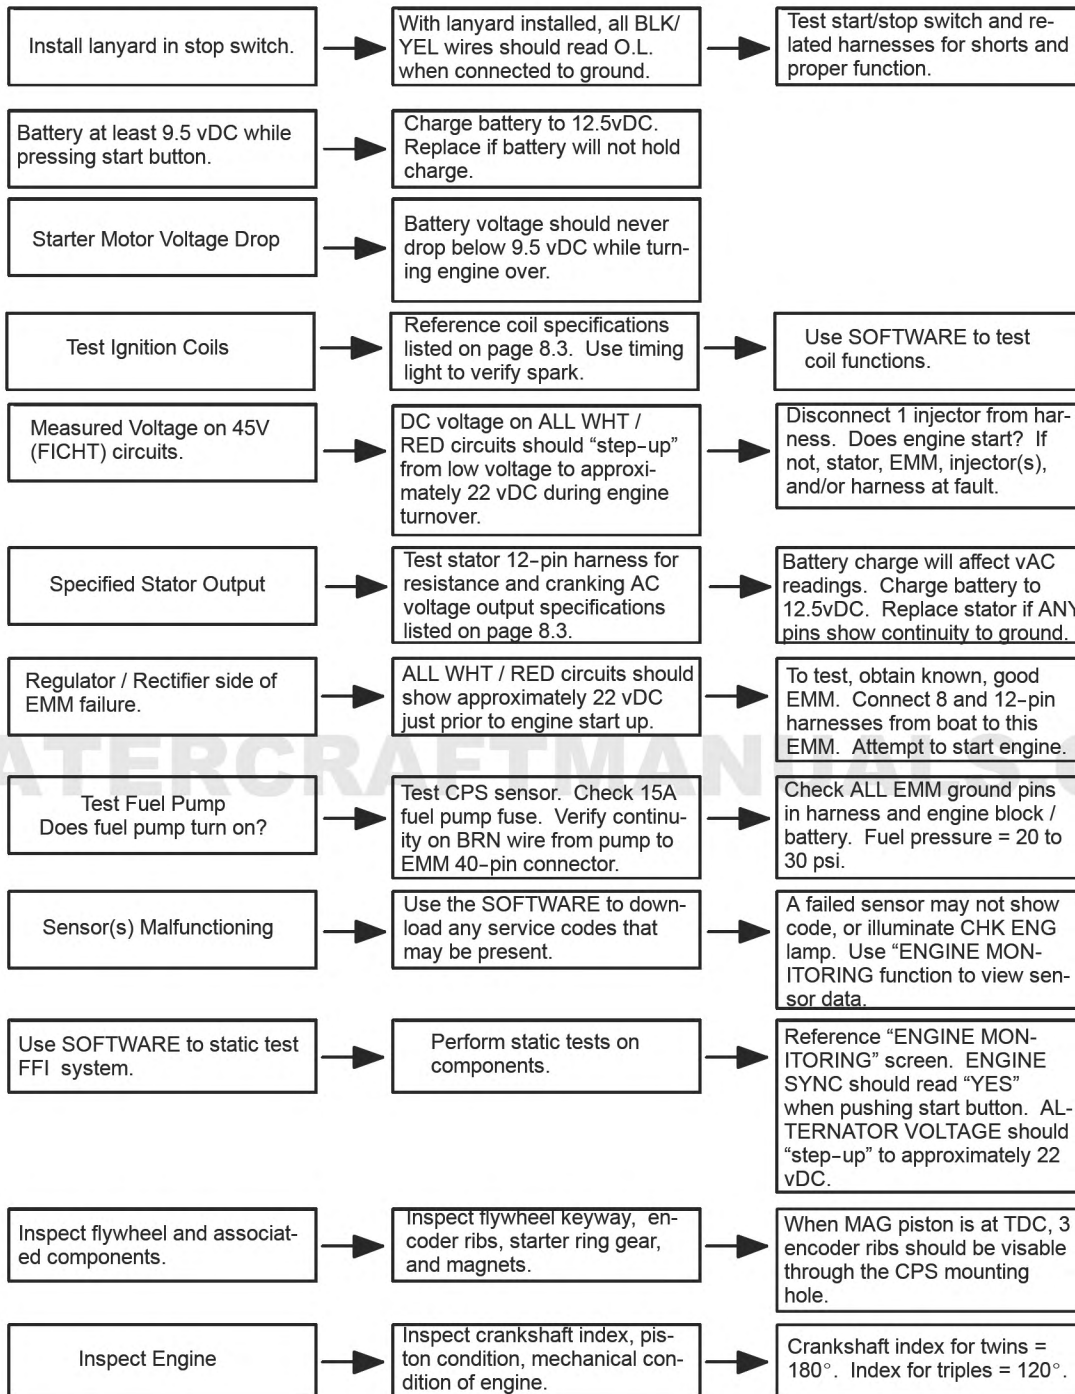 Install lanyard in stop switch.
With lanyard installed, all BLK/
YEL wires should read O.L.
when connected to ground.
Test start/stop switch and re-
lated harnesses for shorts and
proper function.
Battery at least 9.5 vDC while
pressing start button.
Charge battery to 12.5vDC.
Replace if battery will not hold
charge.
Starter Motor Voltage Drop
Battery voltage should never
drop below 9.5 vDC while turn-
ing engine over.
Test Ignition Coils
Reference coil specifications
listed on page 8.3. Use timing
light to verify spark.
Use SOFTWARE to test
coil functions.
Measured Voltage on 45V
(FICHT) circuits.
DC voltage on ALL WHT /
RED circuits should “step-up”
from low voltage to approxi-
mately 22 vDC during engine
turnover.
Disconnect 1 injector from har-
ness. Does engine start? If
not, stator, EMM, injector(s),
and/or harness at fault.
Specified Stator Output
Test stator 12-pin harness for
resistance and cranking AC
voltage output specifications
listed on page 8.3.
Battery charge will affect vAC
readings. Charge battery to
12.5vDC. Replace stator if ANY
pins show continuity to ground.
Regulator / Rectifier side of
EMM failure.
ALL WHT / RED circuits should
show approximately 22 vDC
just prior to engine start up.
To test, obtain known, good
EMM. Connect 8 and 12-pin
harnesses from boat to this
EMM. Attempt to start engine.
ATERCRAFTMANUALS.C
Test Fuel Pump
Does fuel pump turn on?
Test CPS sensor. Check 15A
fuel pump fuse. Verify continu-
ity on BRN wire from pump to
EMM 40-pin connector.
Check ALL EMM ground pins
in harness and engine block /
battery. Fuel pressure = 20 to
30 psi.
Sensor(s) Malfunctioning
Use the SOFTWARE to down-
load any service codes that
may be present.
A failed sensor may not show
code, or illuminate CHK ENG
lamp. Use “ENGINE MON-
ITORING function to view sen-
sor data.
Use SOFTWARE to static test
FFI system.
Perform static tests on
components.
Reference “ENGINE MON-
ITORING” screen. ENGINE
SYNC should read “YES”
when pushing start button. AL-
TERNATOR VOLTAGE should
“step-up” to approximately 22
vDC.
Inspect flywheel and associat-
ed components.
Inspect flywheel keyway, en-
coder ribs, starter ring gear,
and magnets.
When MAG piston is at TDC, 3
encoder ribs should be visable
through the CPS mounting
hole.
Inspect Engine
Inspect crankshaft index, pis-
ton condition, mechanical con-
dition of engine.
Crankshaft index for twins =
180°. Index for triples = 120°.